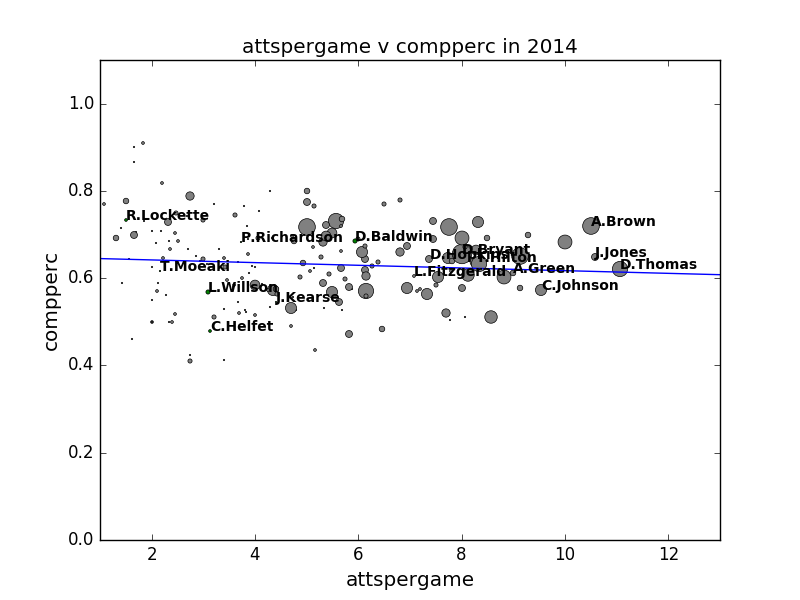 attspergame v compperc in 2014
1.0
0.8
0.6
0.4
0.2
0.0
compperc
R.Lockette
A.Brown
P.Richardson
D.Baldwin
D.Bryant
J.Jones
T.Moeaki
L.Fitzgerald
A.Green
D.Thomas
L.Willson
J.Kearse
C.Johnson
C.Helfet
2
4
6
8
10
12
attspergame